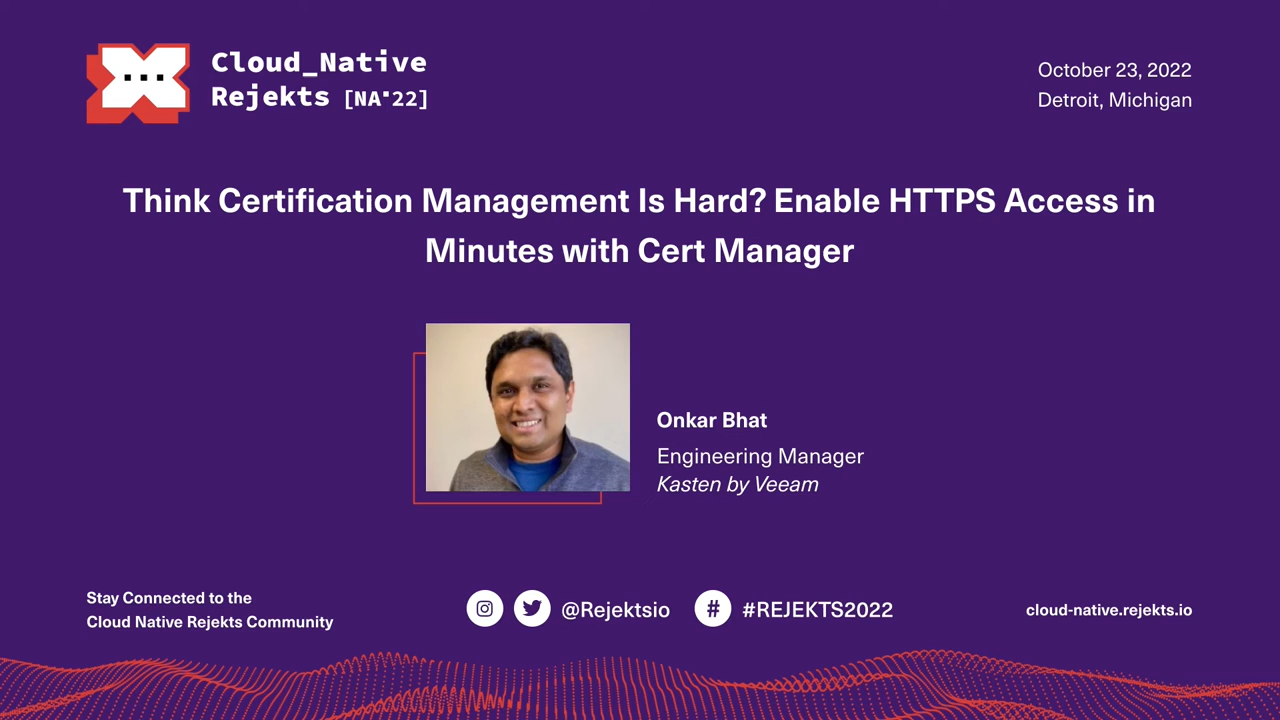 Cloud_Native
Rejekts [NA"22]
October 23, 2022
Detroit, Michigan
Think Certification Management Is Hard? Enable HTTPS Access in
Minutes with Cert Manager
Onkar Bhat
Engineering Manager
Kasten by Veeam
Stay Connected to the
Cloud Native Rejekts Community
@Rejektsio
#
#REJEKTS2022
cloud-native.rejekts.io